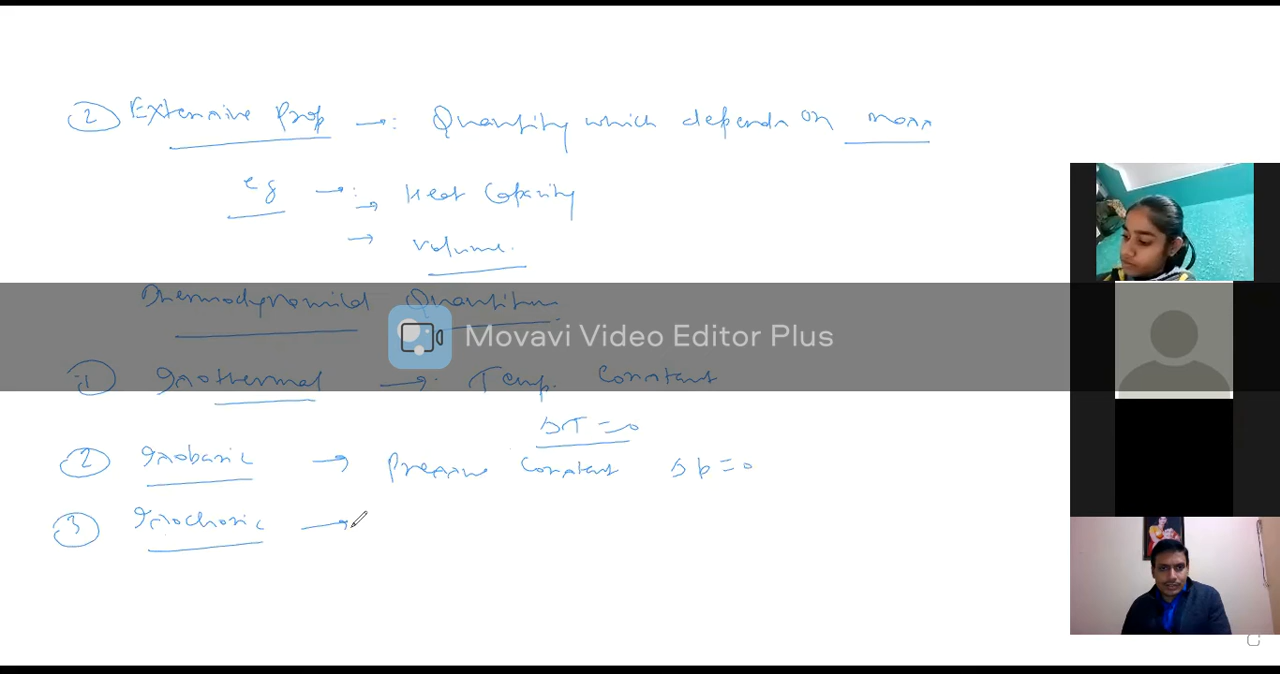 ② Extensive Prop →: Quantity which depends on mass
eg →: → Heat Capacity
→ Volume.
Thermodynamical Quantities
Movavi Video Editor Plus
① Isothermal →: Temp. Constant
ΔT = 0
② Isobaric → Pressure Constant Δp = 0
③ Isochoric →